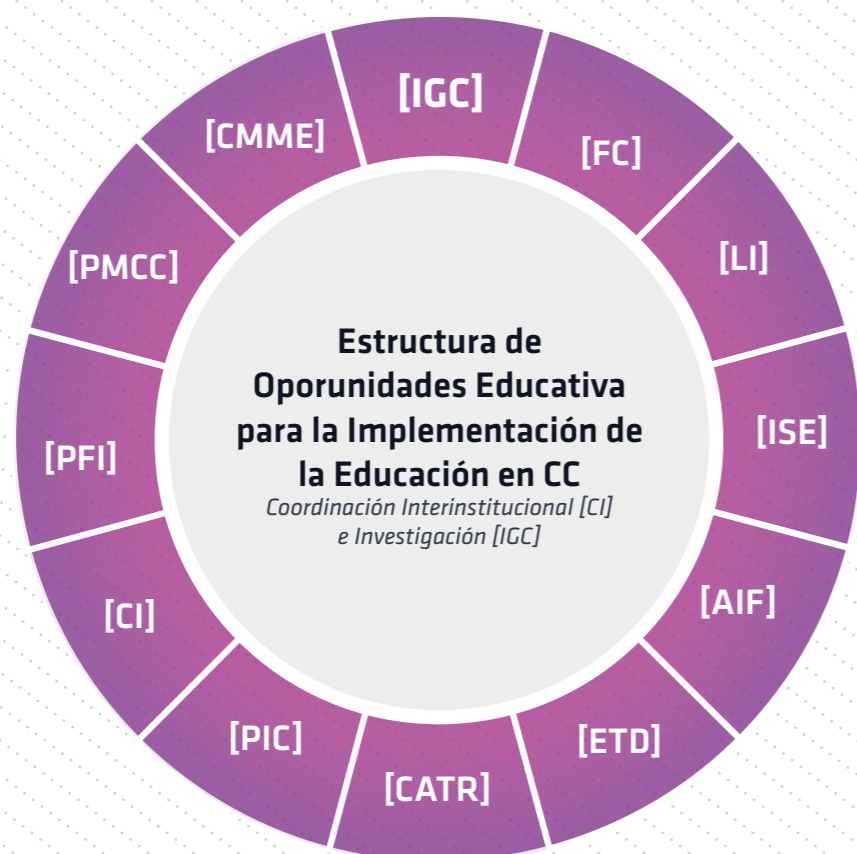 [IGC]
[FC]
[LI]
[ISE]
[AIF]
[ETD]
[CATR]
[PIC]
[CI]
[PFI]
[PMCC]
[CMME]
Estructura de
Oporunidades Educativa
para la Implementación de
la Educación en CC
Coordinación Interinstitucional [CI]
e Investigación [IGC]